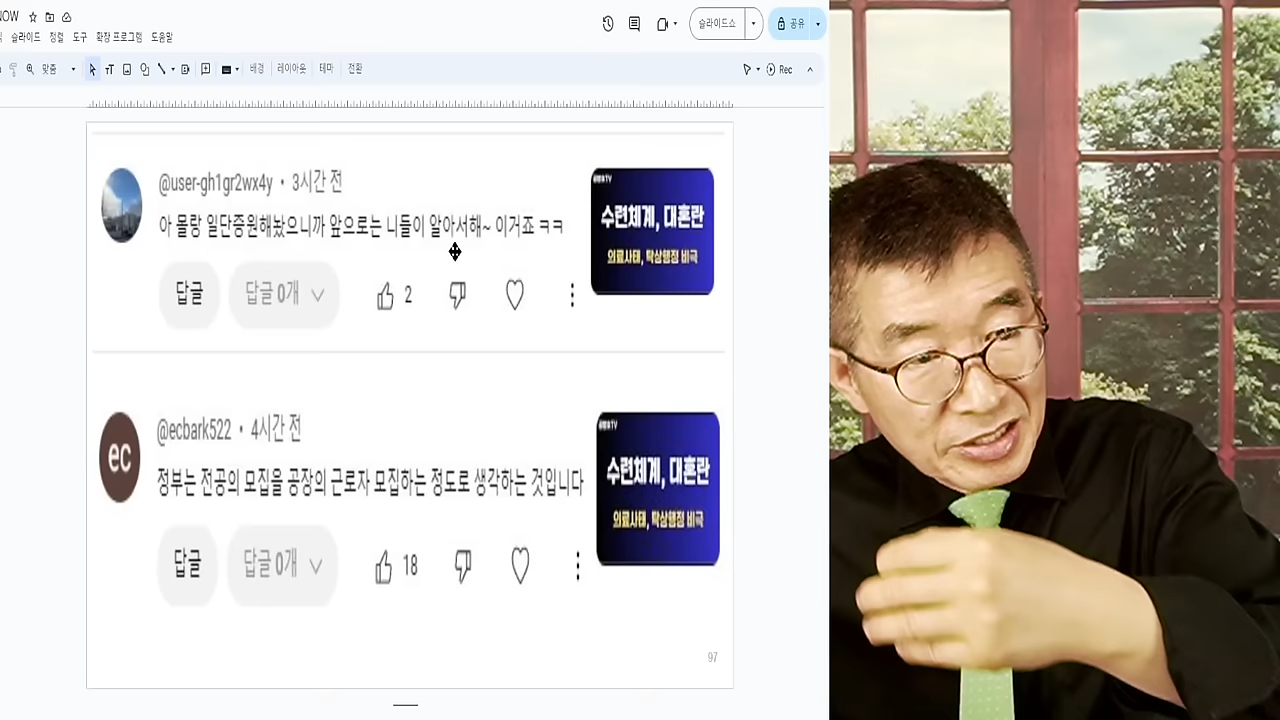 NOW
슬라이드 정렬 도구 확장 프로그램 도움말
슬라이드쇼
공유
맞춤
배경 레이아웃 테마 전환
Rec
@user-gh1gr2wx4y • 3시간 전
아 몰랑 일단증원해놨으니까 앞으로는 니들이 알아서해~ 이거죠 ㅋㅋ
답글 답글 0개 2
수련체계, 대혼란
의료사태, 탁상행정 비극
@ecbark522 • 4시간 전
ec
정부는 전공의 모집을 공장의 근로자 모집하는 정도로 생각하는 것입니다
답글 답글 0개 18
수련체계, 대혼란
의료사태, 탁상행정 비극
97